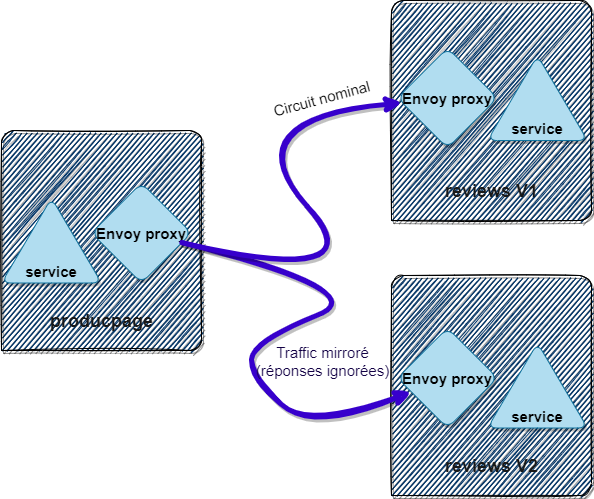 Circuit nominal
Envoy proxy
service
reviews V1
Envoy proxy
service
producpage
Traffic mirroré
(réponses ignorées)
Envoy proxy
service
reviews V2